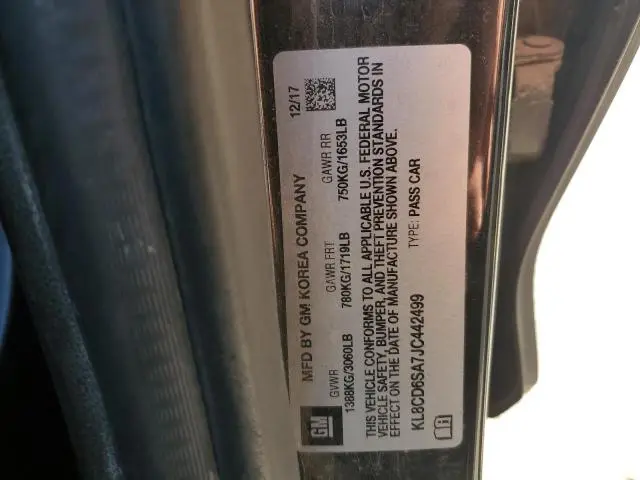 GM
MFD BY GM KOREA COMPANY 12/17
GVWR GAWR FRT GAWR RR
1388KG/3060LB 780KG/1719LB 750KG/1653LB
THIS VEHICLE CONFORMS TO ALL APPLICABLE U.S. FEDERAL MOTOR
VEHICLE SAFETY, BUMPER, AND THEFT PREVENTION STANDARDS IN
EFFECT ON THE DATE OF MANUFACTURE SHOWN ABOVE.
KL8CD6SA7JC442499 TYPE: PASS CAR